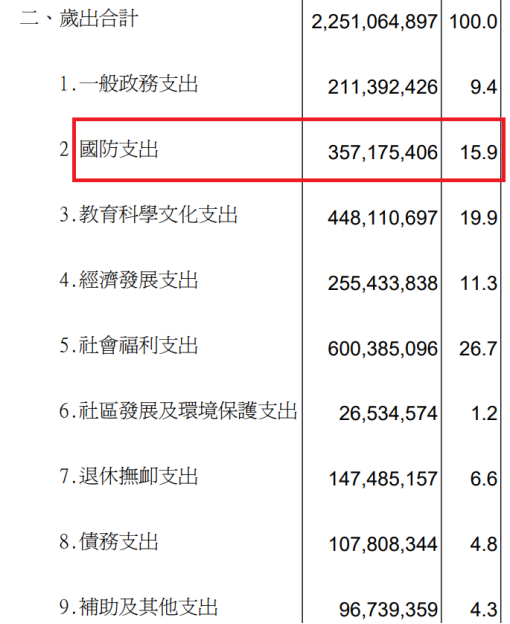 二、歲出合計 2,251,064,897 100.0
1.一般政務支出 211,392,426 9.4
2 國防支出 357,175,406 15.9
3.教育科學文化支出 448,110,697 19.9
4.經濟發展支出 255,433,838 11.3
5.社會福利支出 600,385,096 26.7
6.社區發展及環境保護支出 26,534,574 1.2
7.退休撫卹支出 147,485,157 6.6
8.債務支出 107,808,344 4.8
9.補助及其他支出 96,739,359 4.3